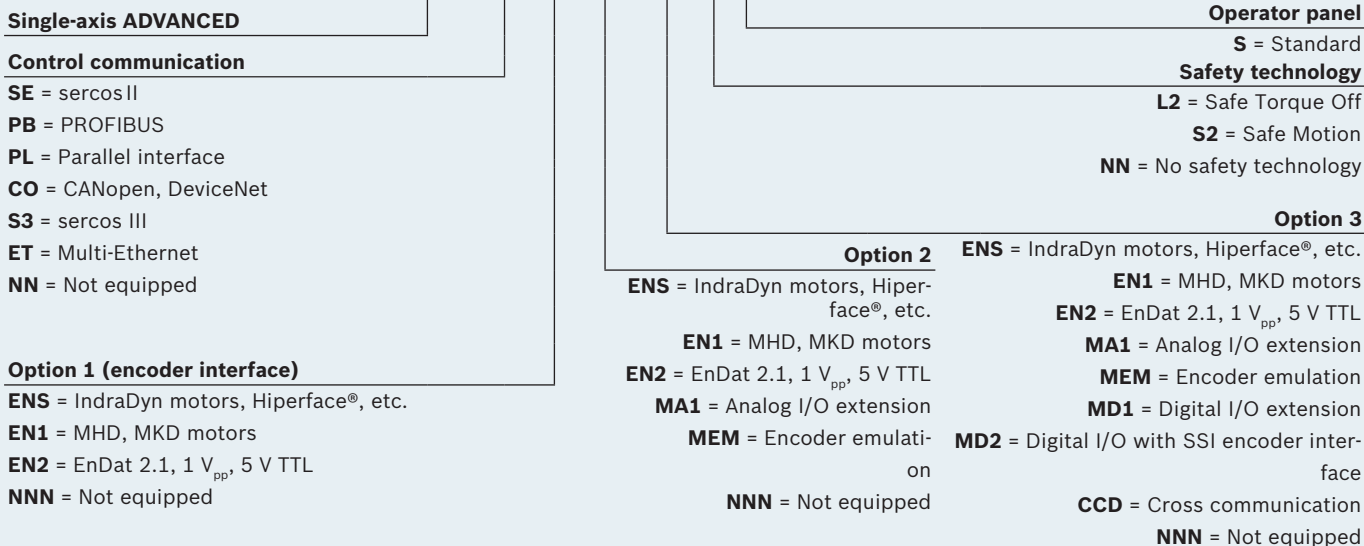 Single-axis ADVANCED
Control communication
SE = sercos II
PB = PROFIBUS
PL = Parallel interface
CO = CANopen, DeviceNet
S3 = sercos III
ET = Multi-Ethernet
NN = Not equipped
Option 1 (encoder interface)
ENS = IndraDyn motors, Hiperface®, etc.
EN1 = MHD, MKD motors
EN2 = EnDat 2.1, 1 Vpp, 5 V TTL
NNN = Not equipped
Option 2
ENS = IndraDyn motors, Hiper-
face®, etc.
EN1 = MHD, MKD motors
EN2 = EnDat 2.1, 1 Vpp, 5 V TTL
MA1 = Analog I/O extension
MEM = Encoder emulati-
on
NNN = Not equipped
Operator panel
S = Standard
Safety technology
L2 = Safe Torque Off
S2 = Safe Motion
NN = No safety technology
Option 3
ENS = IndraDyn motors, Hiperface®, etc.
EN1 = MHD, MKD motors
EN2 = EnDat 2.1, 1 Vpp, 5 V TTL
MA1 = Analog I/O extension
MEM = Encoder emulation
MD1 = Digital I/O extension
MD2 = Digital I/O with SSI encoder inter-
face
CCD = Cross communication
NNN = Not equipped